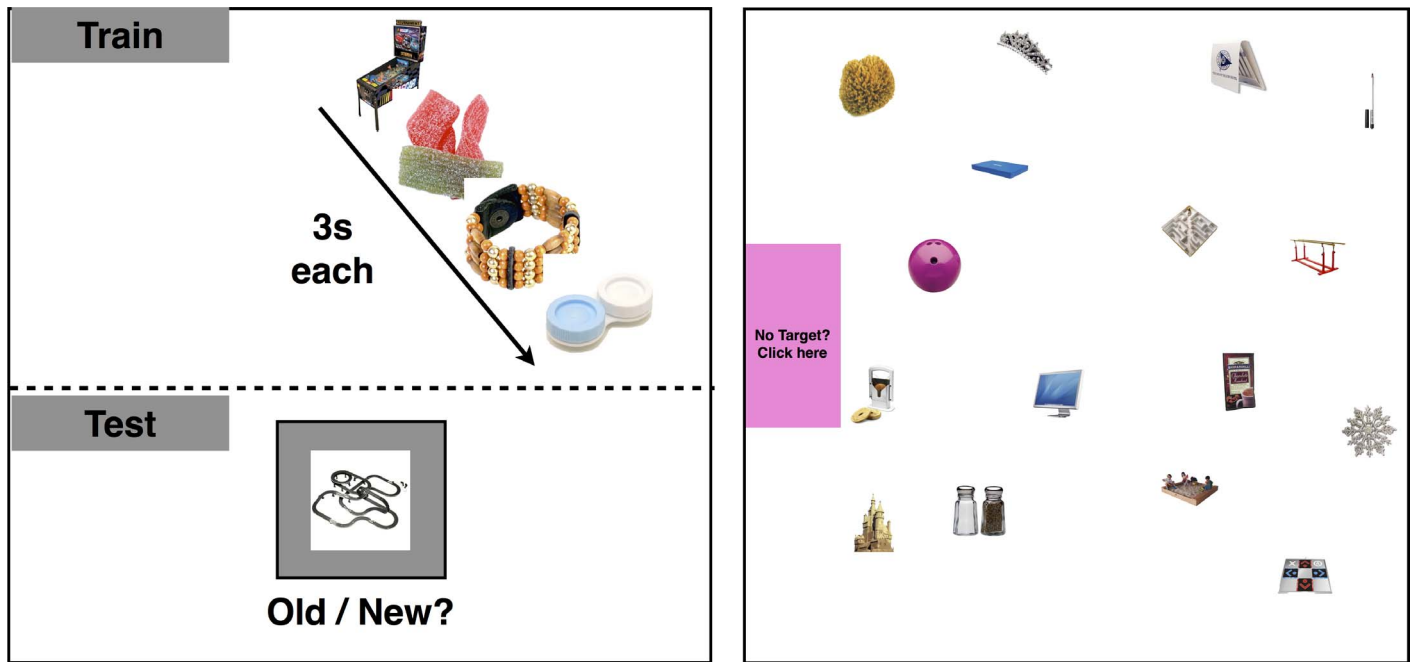 Train
3s
each
Test
Old / New?
No Target?
Click here